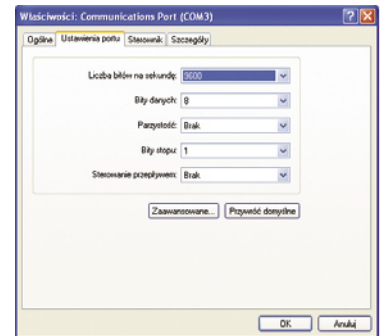 Właściwości: Communications Port (COM3)
Ogólne Ustawienia portu Sterownik Szczegóły
Liczba bitów na sekundę: 9600
Bity danych: 8
Parzystość: Brak
Bity stopu: 1
Sterowanie przepływem: Brak
Zaawansowane... Przywróć domyślne
OK Anuluj